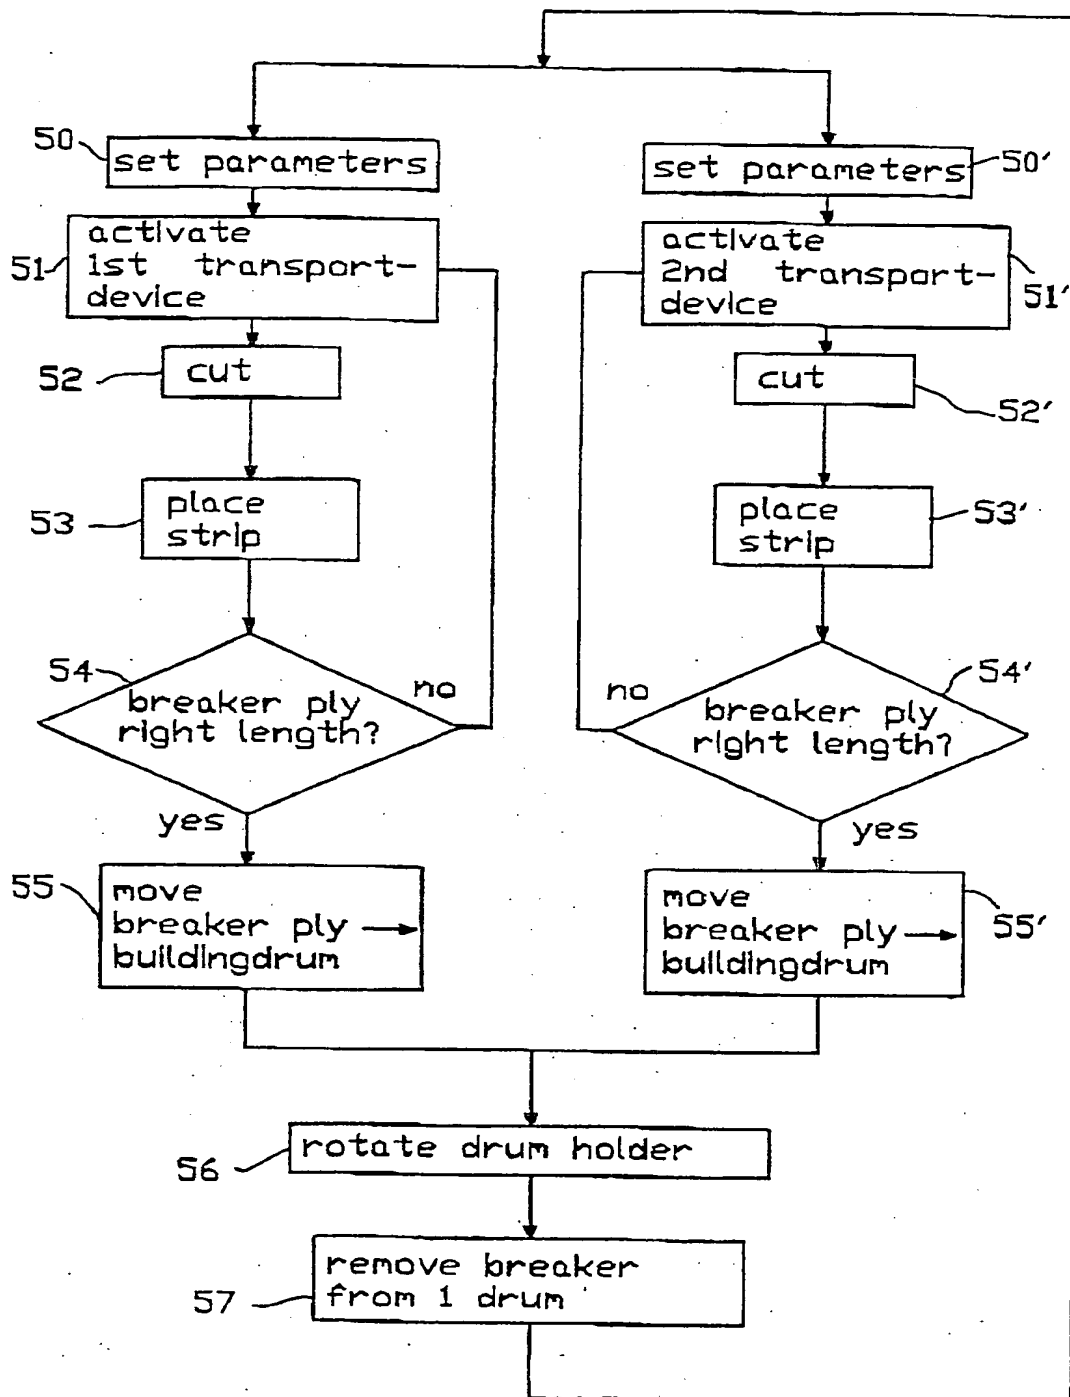 50
set parameters
51
activate
1st transport-
device
52
cut
53
place
strip
54
breaker ply
right length?
no
yes
55
move
breaker ply
buildingdrum
set parameters
50'
activate
2nd transport-
device
51'
cut
52'
place
strip
53'
54'
no
breaker ply
right length?
yes
move
breaker ply
buildingdrum
55'
rotate drum holder
56
remove breaker
from 1 drum
57